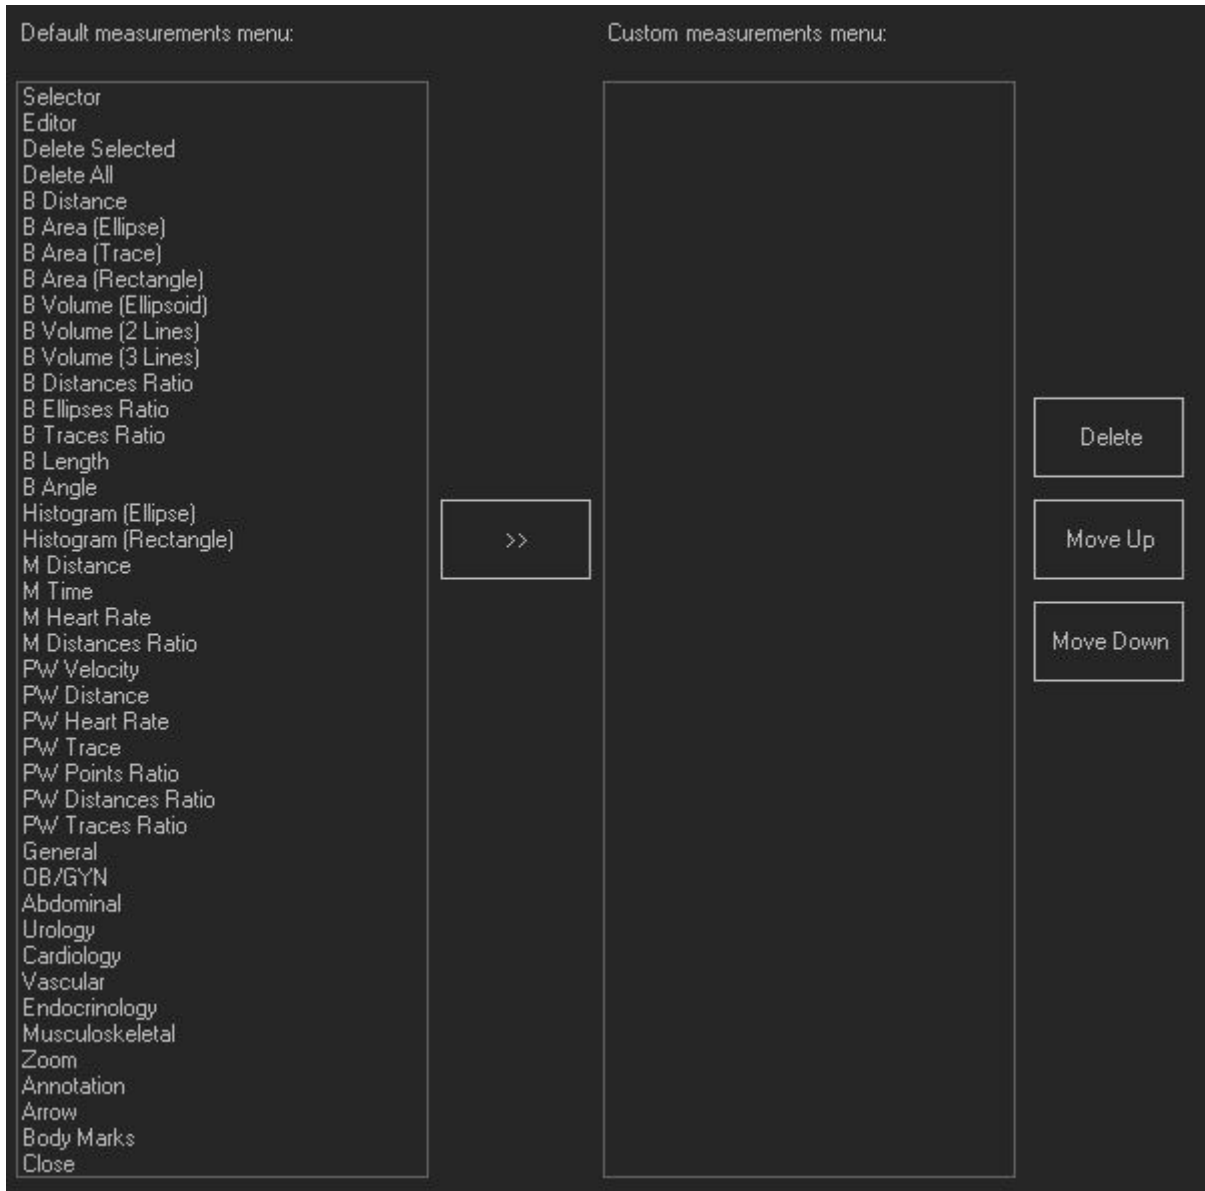 Default measurements menu:
Custom measurements menu:
Selector
Editor
Delete Selected
Delete All
B Distance
B Area (Ellipse)
B Area (Trace)
B Area (Rectangle)
B Volume (Ellipsoid)
B Volume (2 Lines)
B Volume (3 Lines)
B Distances Ratio
B Ellipses Ratio
B Traces Ratio
B Length
B Angle
Histogram (Ellipse)
Histogram (Rectangle)
M Distance
M Time
M Heart Rate
M Distances Ratio
PW Velocity
PW Distance
PW Heart Rate
PW Trace
PW Points Ratio
PW Distances Ratio
PW Traces Ratio
General
OB/GYN
Abdominal
Urology
Cardiology
Vascular
Endocrinology
Musculoskeletal
Zoom
Annotation
Arrow
Body Marks
Close
>>
Delete
Move Up
Move Down